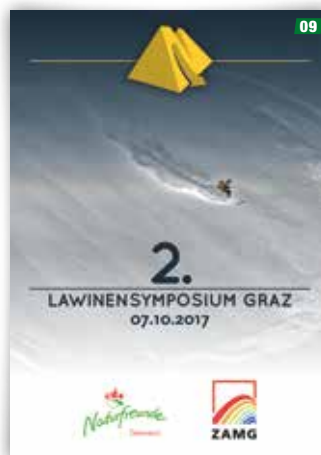 09
2.
LAWINENSYMPOSIUM GRAZ
07.10.2017
Naturfreunde
ZAMG